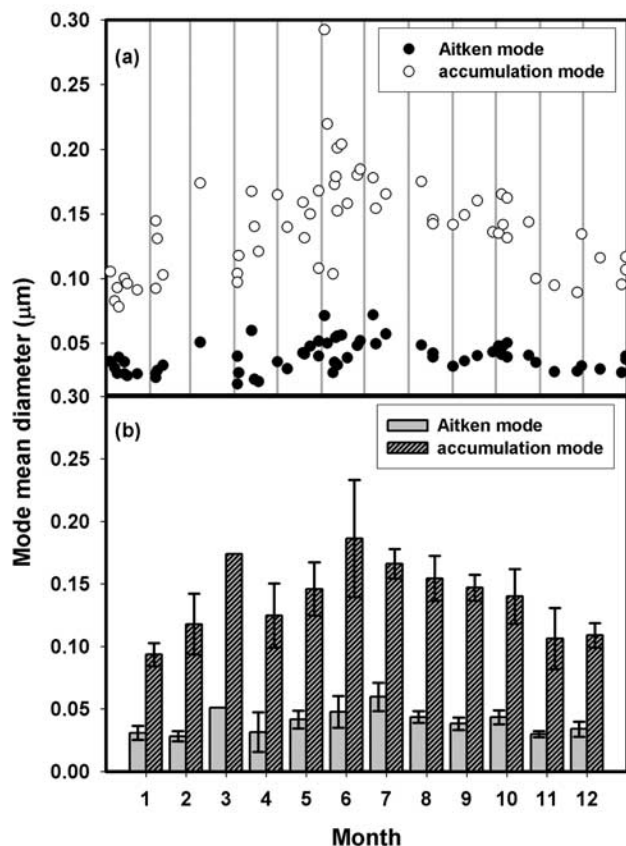 0.30
(a)
Aitken mode
accumulation mode
0.25
0.20
0.15
0.10
0.05
Mode mean diameter (μm)
0.30
(b)
Aitken mode
accumulation mode
0.25
0.20
0.15
0.10
0.05
0.00
1 2 3 4 5 6 7 8 9 10 11 12
Month